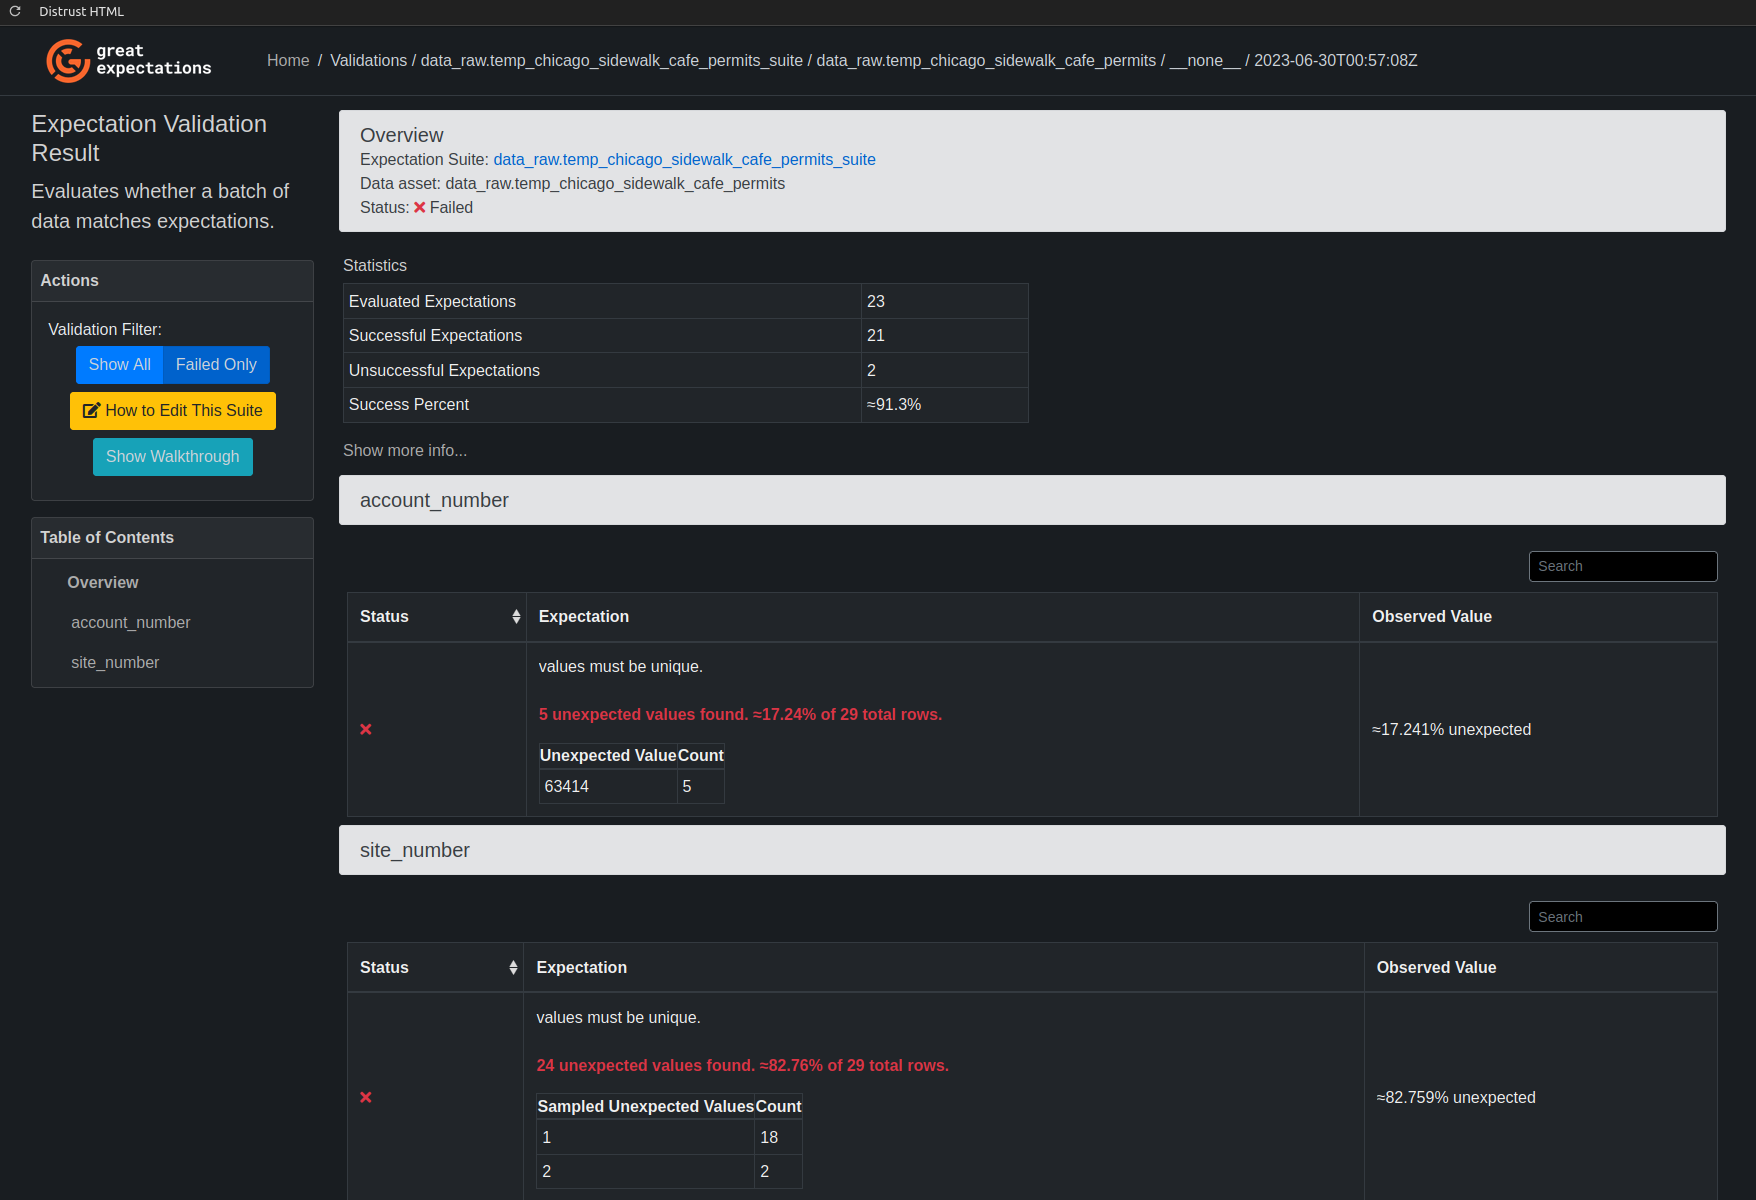 Distrust HTML
great
expectations
Home / Validations / data_raw.temp_chicago_sidewalk_cafe_permits_suite / data_raw.temp_chicago_sidewalk_cafe_permits / __none__ / 2023-06-30T00:57:08Z
Expectation Validation
Result
Evaluates whether a batch of
data matches expectations.
Actions
Validation Filter:
Show All Failed Only
How to Edit This Suite
Show Walkthrough
Table of Contents
Overview
account_number
site_number
Overview
Expectation Suite: data_raw.temp_chicago_sidewalk_cafe_permits_suite
Data asset: data_raw.temp_chicago_sidewalk_cafe_permits
Status: ✖ Failed
Statistics
Evaluated Expectations 23
Successful Expectations 21
Unsuccessful Expectations 2
Success Percent ≈91.3%
Show more info...
account_number
Search
Status Expectation Observed Value
values must be unique.
5 unexpected values found. ≈17.24% of 29 total rows.
≈17.241% unexpected
Unexpected Value Count
63414 5
site_number
Search
Status Expectation Observed Value
values must be unique.
24 unexpected values found. ≈82.76% of 29 total rows.
≈82.759% unexpected
Sampled Unexpected Values Count
1 18
2 2